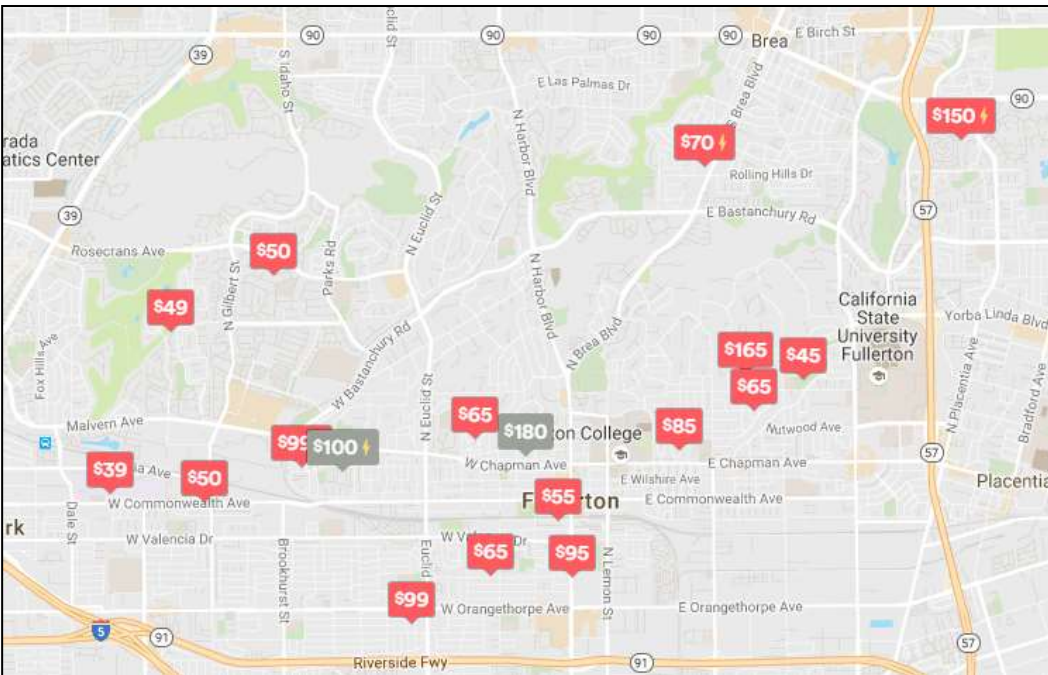 Euclid St
90
90
90
90
Brea
E Birch St
39
S Idaho St
E Las Palmas Dr
S Brea Blvd
90
$150
N Harbor Blvd
rada
atics Center
$70
Rolling Hills Dr
39
N Euclid St
E Bastanchury Rd
57
Rosecrans Ave
$50
Parks Rd
N Gilbert St
N Harbor Blvd
$49
California
State
University
Fullerton
Yorba Linda Blvd
Fox Hills Ave
W Bastanchury Rd
N Brea Blvd
$165
$45
$65
N Placentia Ave
Bradford Ave
N Euclid St
Malvern Ave
$65
$180
on College
$85
Nutwood Ave
$99
$100
W Chapman Ave
E Chapman Ave
57
$39
ia Ave
$50
E Wilshire Ave
Placentia
W Commonwealth Ave
$55
E Commonwealth Ave
F
rton
Dale St
rk
W Valencia Dr
Brookhurst St
Euclid
W V
Dr
$65
$95
N Lemon St
$99
W Orangethorpe Ave
E Orangethorpe Ave
5
91
57
Riverside Fwy
91